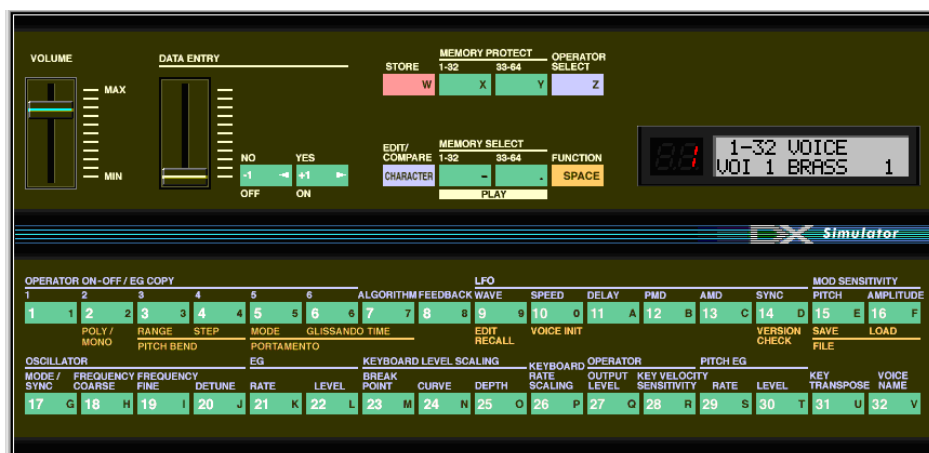 VOLUME
MAX
MIN
DATA ENTRY
NO YES
-1 +1
OFF ON
STORE
MEMORY PROTECT
1-32 33-64
OPERATOR SELECT
W X Y Z
EDIT/ COMPARE
MEMORY SELECT
1-32 33-64
FUNCTION
CHARACTER - . SPACE
PLAY
1
1-32 VOICE
VOI 1 BRASS 1
DX Simulator
OPERATOR ON-OFF / EG COPY
LFO
MOD SENSITIVITY
1 2 3 4 5 6 ALGORITHM FEEDBACK WAVE SPEED DELAY PMD AMD SYNC PITCH AMPLITUDE
1 1 2 2 3 3 4 4 5 5 6 6 7 7 8 8 9 9 10 0 11 A 12 B 13 C 14 D 15 E 16 F
POLY / MONO RANGE STEP MODE GLISSANDO TIME EDIT RECALL VOICE INIT VERSION CHECK SAVE LOAD
PITCH BEND PORTAMENTO FILE
OSCILLATOR EG KEYBOARD LEVEL SCALING OPERATOR PITCH EG
MODE / SYNC FREQUENCY COARSE FREQUENCY FINE DETUNE RATE LEVEL BREAK POINT CURVE DEPTH KEYBOARD RATE SCALING OUTPUT LEVEL KEY VELOCITY SENSITIVITY RATE LEVEL KEY TRANSPOSE VOICE NAME
17 G 18 H 19 I 20 J 21 K 22 L 23 M 24 N 25 O 26 P 27 Q 28 R 29 S 30 T 31 U 32 V